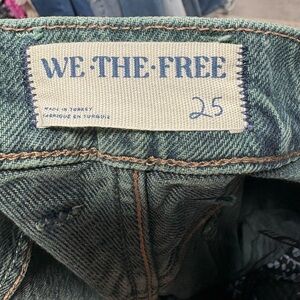 WE·THE·FREE
MADE IN TURKEY
FABRIQUÉ EN TURQUIE
25